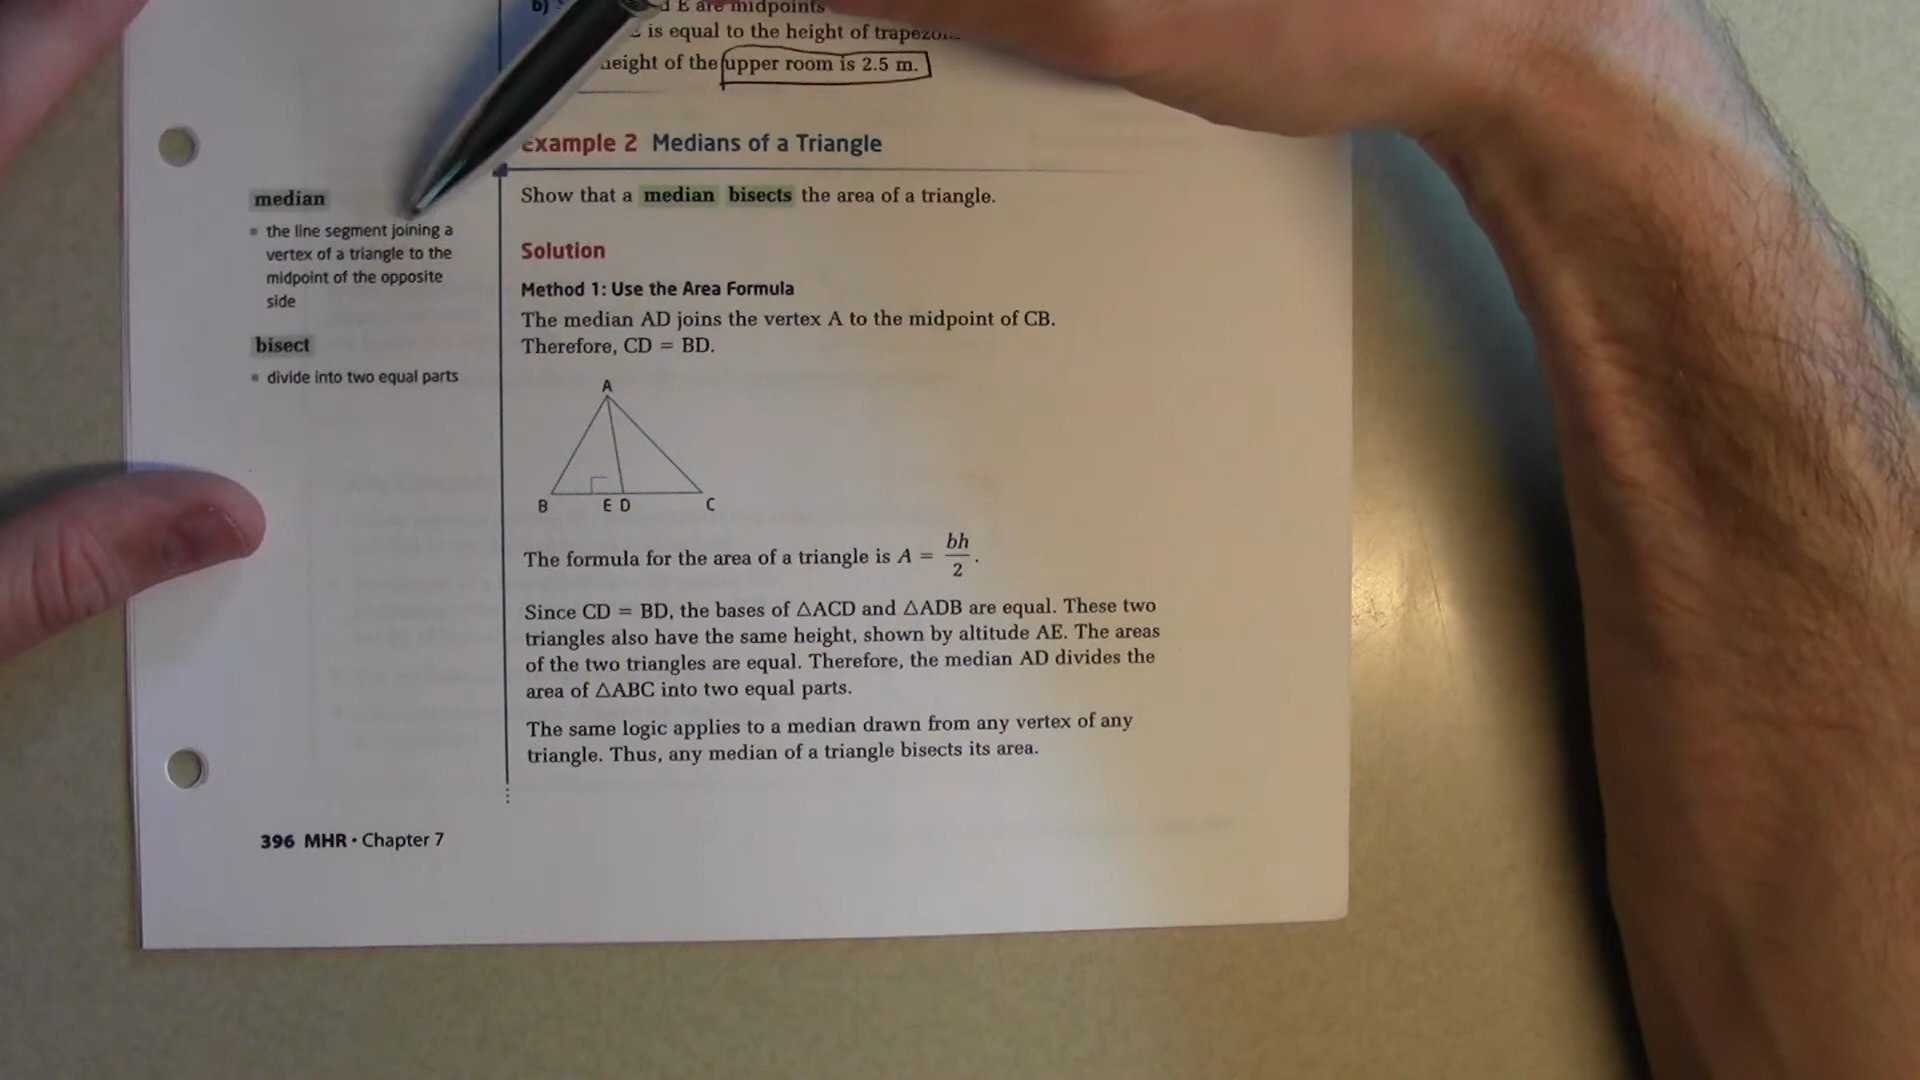 b)
E are midpoints
is equal to the height of
height of the upper room is 2.5 m.
Example 2 Medians of a Triangle
Show that a median bisects the area of a triangle.
median
the line segment joining a
vertex of a triangle to the
midpoint of the opposite
side
bisect
divide into two equal parts
Solution
Method 1: Use the Area Formula
The median AD joins the vertex A to the midpoint of CB.
Therefore, CD = BD.
A
B E D C
The formula for the area of a triangle is A = bh/2.
Since CD = BD, the bases of △ACD and △ADB are equal. These two
triangles also have the same height, shown by altitude AE. The areas
of the two triangles are equal. Therefore, the median AD divides the
area of △ABC into two equal parts.
The same logic applies to a median drawn from any vertex of any
triangle. Thus, any median of a triangle bisects its area.
396 MHR • Chapter 7